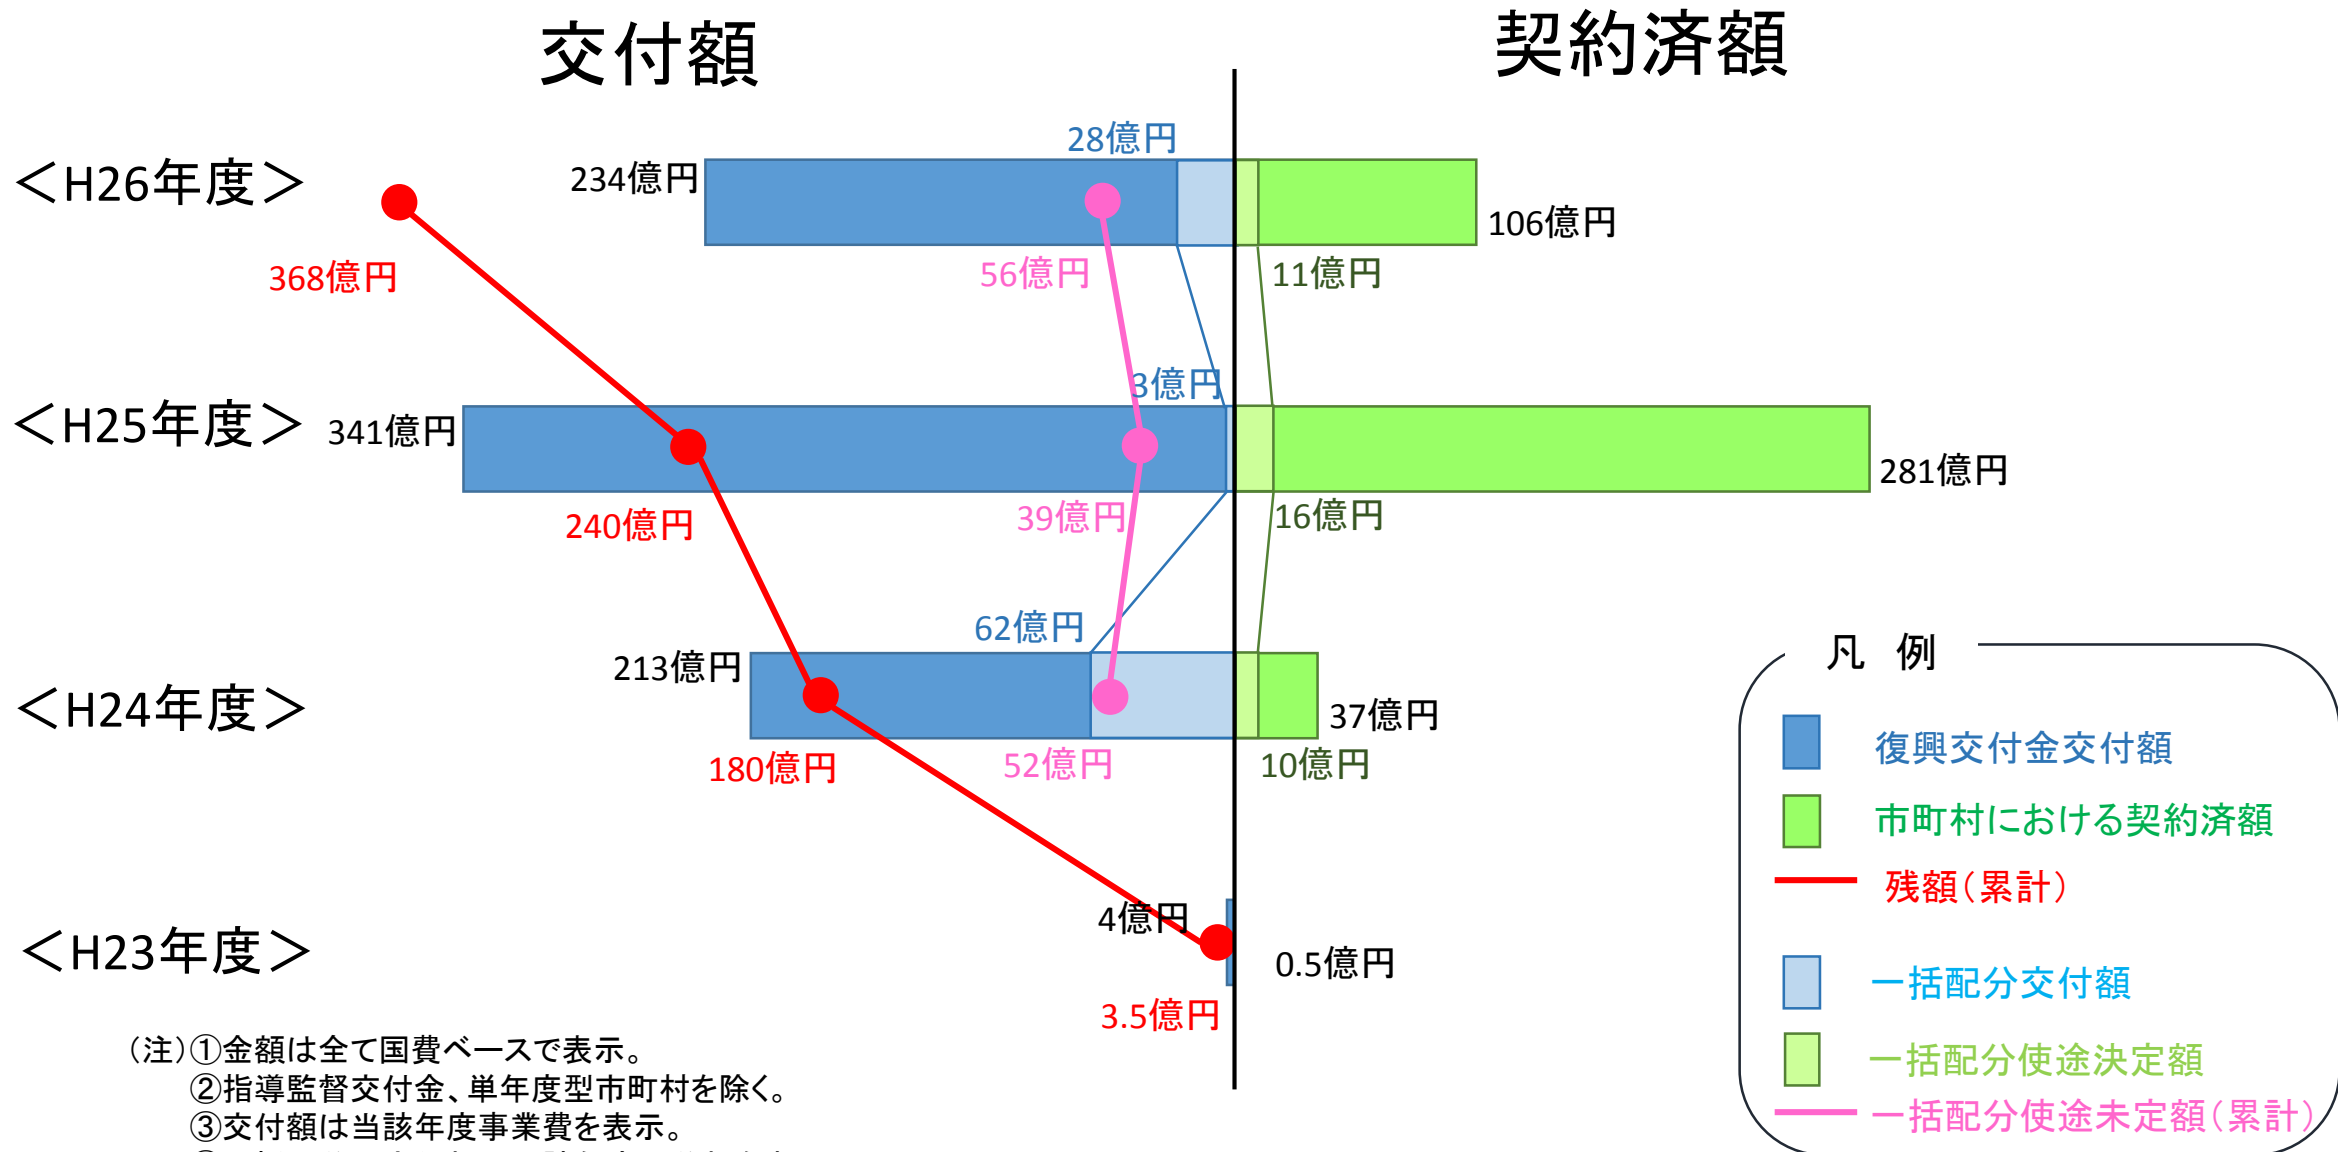 交付額
契約済額
＜H26年度＞
234億円
28億円
106億円
368億円
56億円
11億円
＜H25年度＞
341億円
3億円
281億円
240億円
39億円
16億円
＜H24年度＞
213億円
62億円
37億円
180億円
52億円
10億円
＜H23年度＞
4億円
0.5億円
3.5億円
凡 例
復興交付金交付額
市町村における契約済額
残額（累計）
一括配分交付額
一括配分使途決定額
一括配分使途未定額（累計）
（注）①金額は全て国費ベースで表示。
②指導監督交付金、単年度型市町村を除く。
③交付額は当該年度事業費を表示。